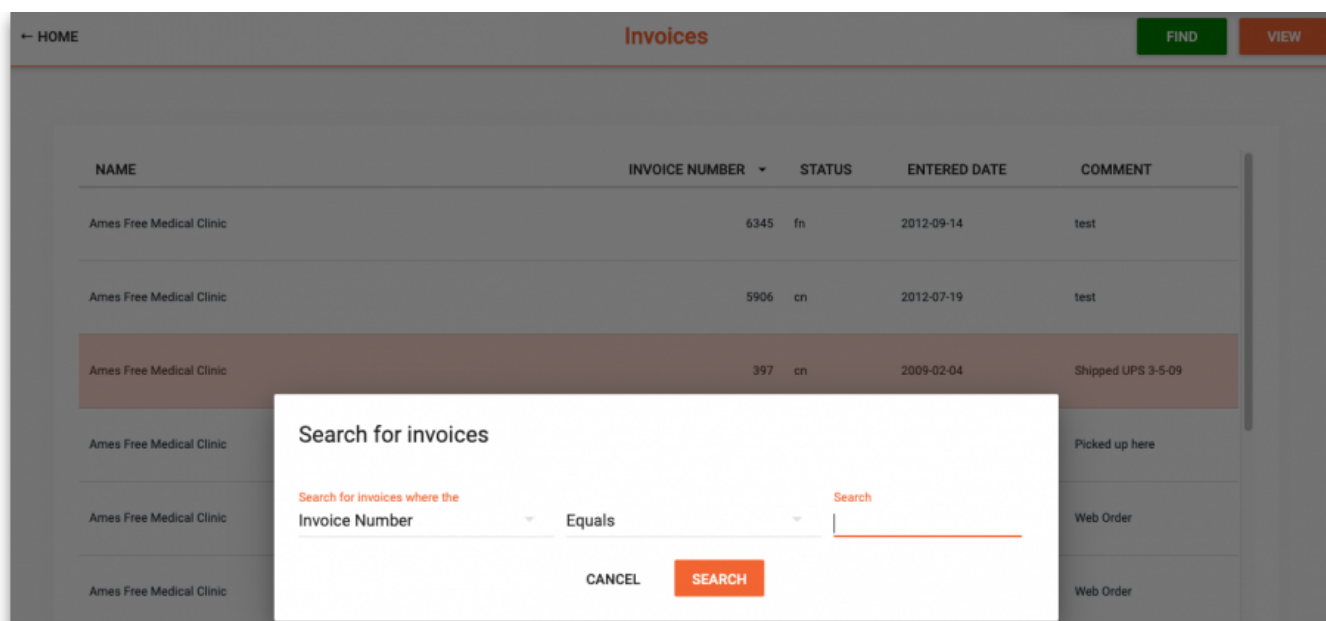 ← HOME
Invoices
FIND
VIEW
NAME INVOICE NUMBER STATUS ENTERED DATE COMMENT
Ames Free Medical Clinic 6345 fn 2012-09-14 test
Ames Free Medical Clinic 5906 cn 2012-07-19 test
Ames Free Medical Clinic 397 cn 2009-02-04 Shipped UPS 3-5-09
Ames Free Medical Clinic Picked up here
Ames Free Medical Clinic Web Order
Ames Free Medical Clinic Web Order
Search for invoices
Search for invoices where the
Invoice Number
Equals
Search
CANCEL
SEARCH